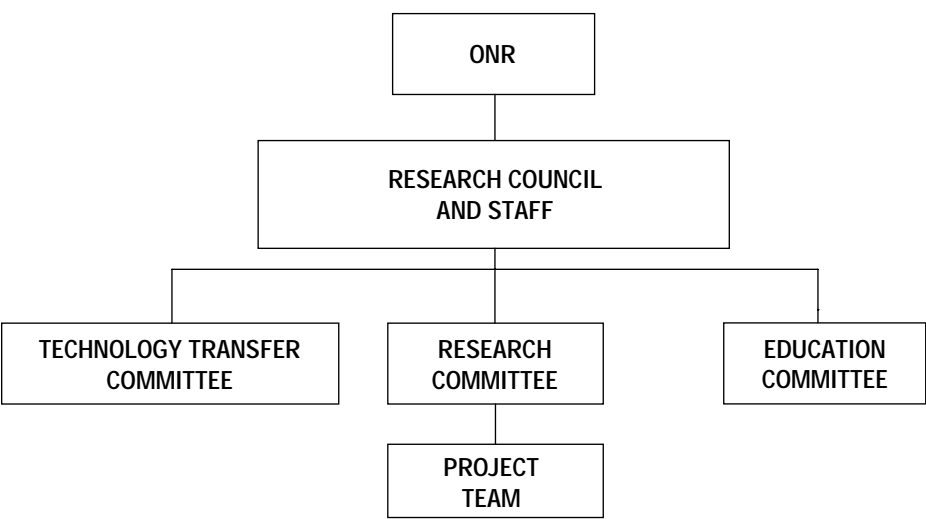 ONR
RESEARCH COUNCIL
AND STAFF
TECHNOLOGY TRANSFER
COMMITTEE
RESEARCH
COMMITTEE
EDUCATION
COMMITTEE
PROJECT
TEAM